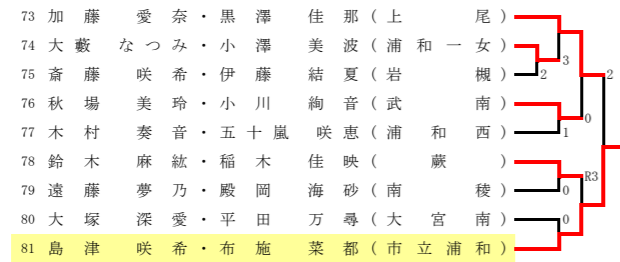 73 加藤 愛奈・黒澤 佳那(上尾)
74 大藪 なつみ・小澤 美波(浦和一女)
3
75 斎藤 咲希・伊藤 結夏(岩槻)
2
2
76 秋場 美玲・小川 絢音(武南)
0
77 木村 奏音・五十嵐 咲恵(浦和西)
1
78 鈴木 麻紘・稲木 佳映(蕨)
R3
79 遠藤 夢乃・殿岡 海砂(南稜)
0
80 大塚 深愛・平田 万尋(大宮南)
0
81 島津 咲希・布施 菜都(市立浦和)